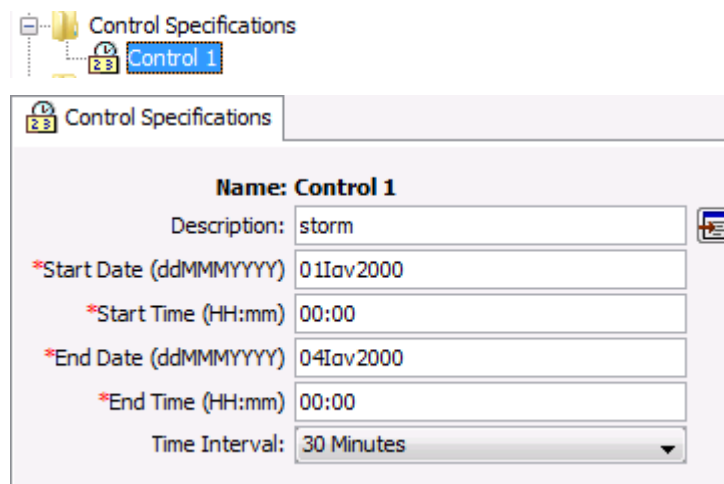 Control Specifications
Control 1
Control Specifications
Name: Control 1
Description: storm
*Start Date (ddMMMYYYY) 01Ιαν2000
*Start Time (HH:mm) 00:00
*End Date (ddMMMYYYY) 04Ιαν2000
*End Time (HH:mm) 00:00
Time Interval: 30 Minutes